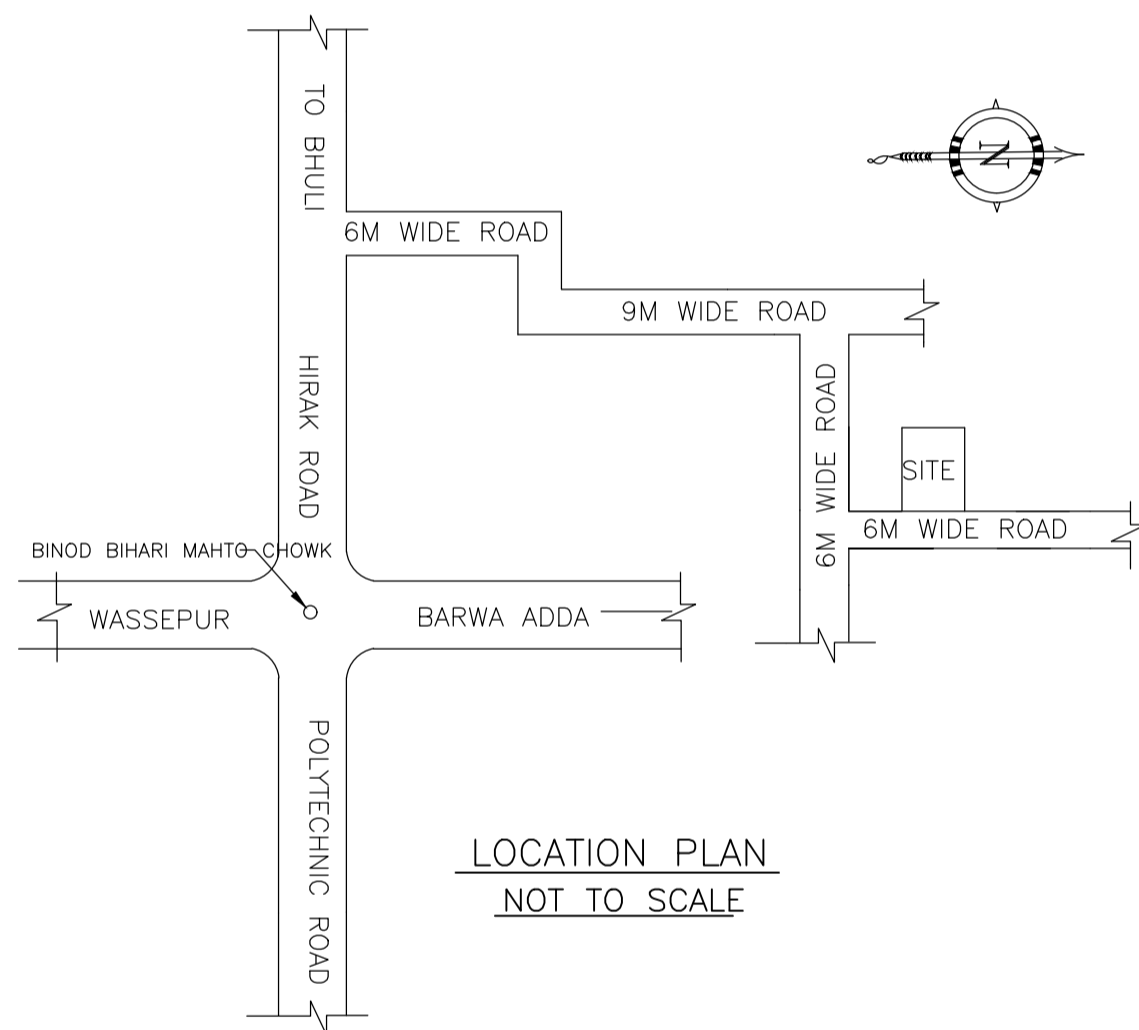 TO BHULI
N
6M WIDE ROAD
9M WIDE ROAD
HIRAK ROAD
6M WIDE ROAD
SITE
6M WIDE ROAD
BINOD BIHARI MAHTO CHOWK
WASSEPUR
BARWA ADDA
POLYTECHNIC ROAD
LOCATION PLAN
NOT TO SCALE